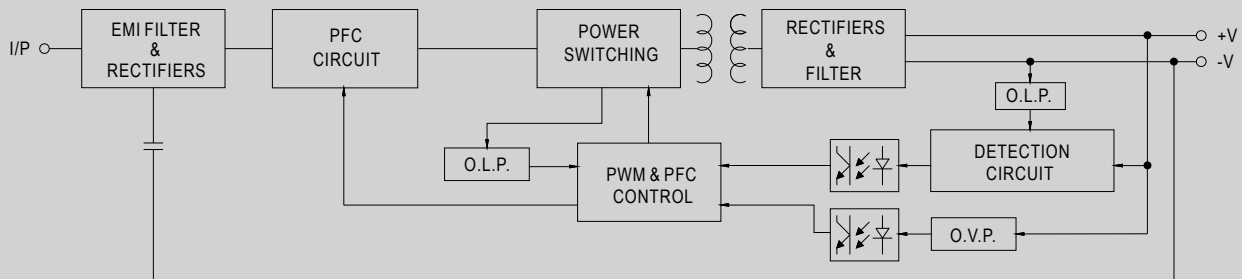 I/P
EMI FILTER
&
RECTIFIERS
PFC
CIRCUIT
POWER
SWITCHING
RECTIFIERS
&
FILTER
+V
-V
O.L.P.
O.L.P.
PWM & PFC
CONTROL
DETECTION
CIRCUIT
O.V.P.